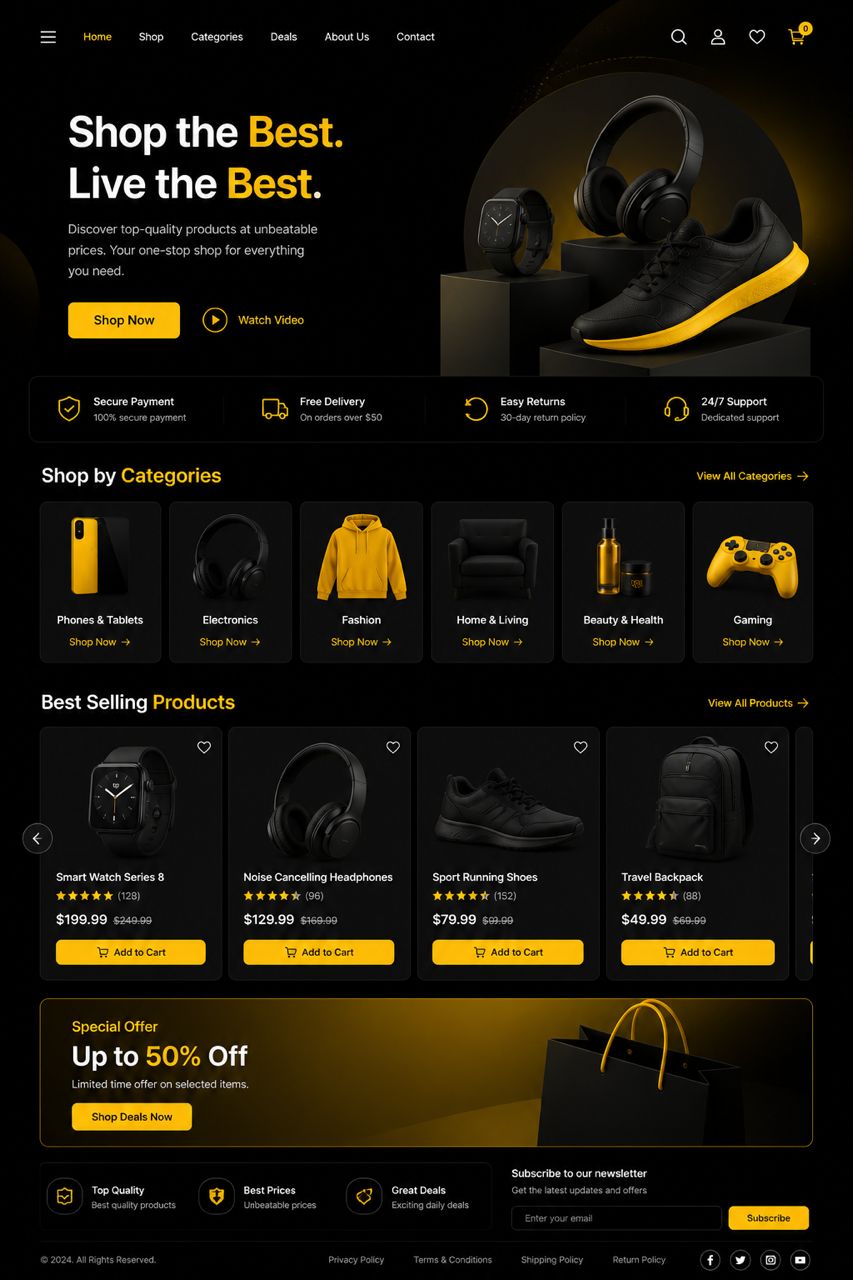 Home
Shop
Categories
Deals
About Us
Contact
0
Shop the Best.
Live the Best.
Discover top-quality products at unbeatable
prices. Your one-stop shop for everything
you need.
Shop Now
Watch Video
Secure Payment
100% secure payment
Free Delivery
On orders over $50
Easy Returns
30-day return policy
24/7 Support
Dedicated support
Shop by Categories
View All Categories →
Phones & Tablets
Shop Now →
Electronics
Shop Now →
Fashion
Shop Now →
Home & Living
Shop Now →
Beauty & Health
Shop Now →
Gaming
Shop Now →
Best Selling Products
View All Products →
Smart Watch Series 8
★★★★★ (128)
$199.99 $249.99
Add to Cart
Noise Cancelling Headphones
(96)
$129.99 $169.99
Add to Cart
Sport Running Shoes
(152)
$79.99
Add to Cart
Travel Backpack
(88)
$49.99 $69.99
Add to Cart
Special Offer
Up to 50% Off
Limited time offer on selected items.
Shop Deals Now
Top Quality
Best quality products
Best Prices
Unbeatable prices
Great Deals
Exciting daily deals
Subscribe to our newsletter
Get the latest updates and offers
Enter your email
Subscribe
© 2024. All Rights Reserved.
Privacy Policy
Terms & Conditions
Shipping Policy
Return Policy